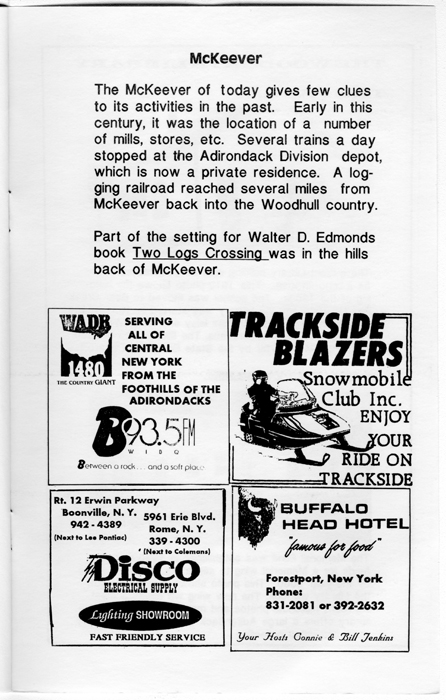 McKeever
The McKeever of today gives few clues
to its activities in the past. Early in this
century, it was the location of a number
of mills, stores, etc. Several trains a day
stopped at the Adirondack Division depot,
which is now a private residence. A log-
ging railroad reached several miles from
McKeever back into the Woodhull country.
Part of the setting for Walter D. Edmonds
book Two Logs Crossing was in the hills
back of McKeever.
WADR
1480
THE COUNTRY GIANT
SERVING
ALL OF
CENTRAL
NEW YORK
FROM THE
FOOTHILLS OF THE
ADIRONDACKS
B93.5FM
W I B Q
Between a rock . . . and a soft place
TRACKSIDE
BLAZERS
Snowmobile
Club Inc.
ENJOY
YOUR
RIDE ON
TRACKSIDE
Rt. 12 Erwin Parkway
Boonville, N. Y.
942 - 4389
(Next to Lee Pontiac)
5961 Erie Blvd.
Rome, N. Y.
339 - 4300
(Next to Colemans)
DISCO
ELECTRICAL SUPPLY
Lighting SHOWROOM
FAST FRIENDLY SERVICE
BUFFALO
HEAD HOTEL
"famous for food"
Forestport, New York
Phone:
831-2081 or 392-2632
Your Hosts Connie & Bill Jenkins